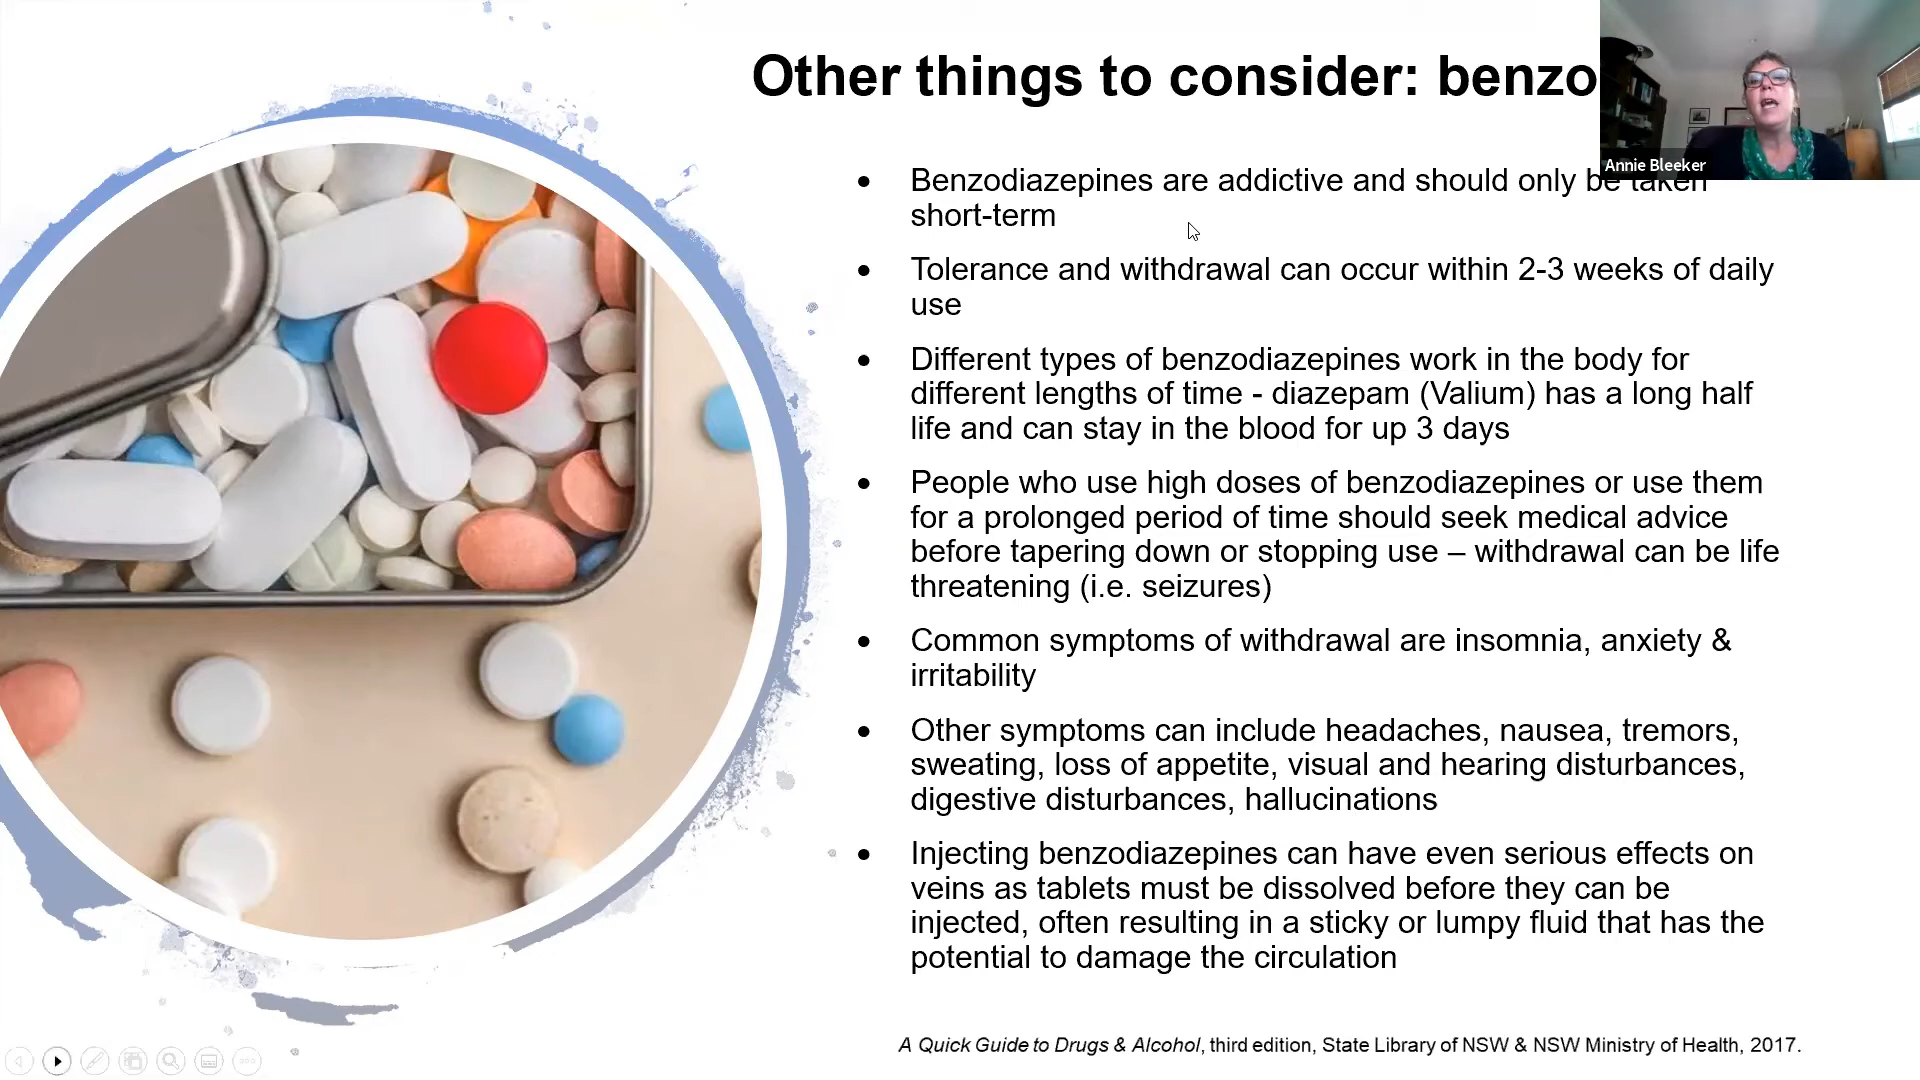 Other things to consider: benzo
Annie Bleeker
Benzodiazepines are addictive and should only be taken
short-term
Tolerance and withdrawal can occur within 2-3 weeks of daily
use
Different types of benzodiazepines work in the body for
different lengths of time - diazepam (Valium) has a long half
life and can stay in the blood for up 3 days
People who use high doses of benzodiazepines or use them
for a prolonged period of time should seek medical advice
before tapering down or stopping use – withdrawal can be life
threatening (i.e. seizures)
Common symptoms of withdrawal are insomnia, anxiety &
irritability
Other symptoms can include headaches, nausea, tremors,
sweating, loss of appetite, visual and hearing disturbances,
digestive disturbances, hallucinations
Injecting benzodiazepines can have even serious effects on
veins as tablets must be dissolved before they can be
injected, often resulting in a sticky or lumpy fluid that has the
potential to damage the circulation
A Quick Guide to Drugs & Alcohol, third edition, State Library of NSW & NSW Ministry of Health, 2017.